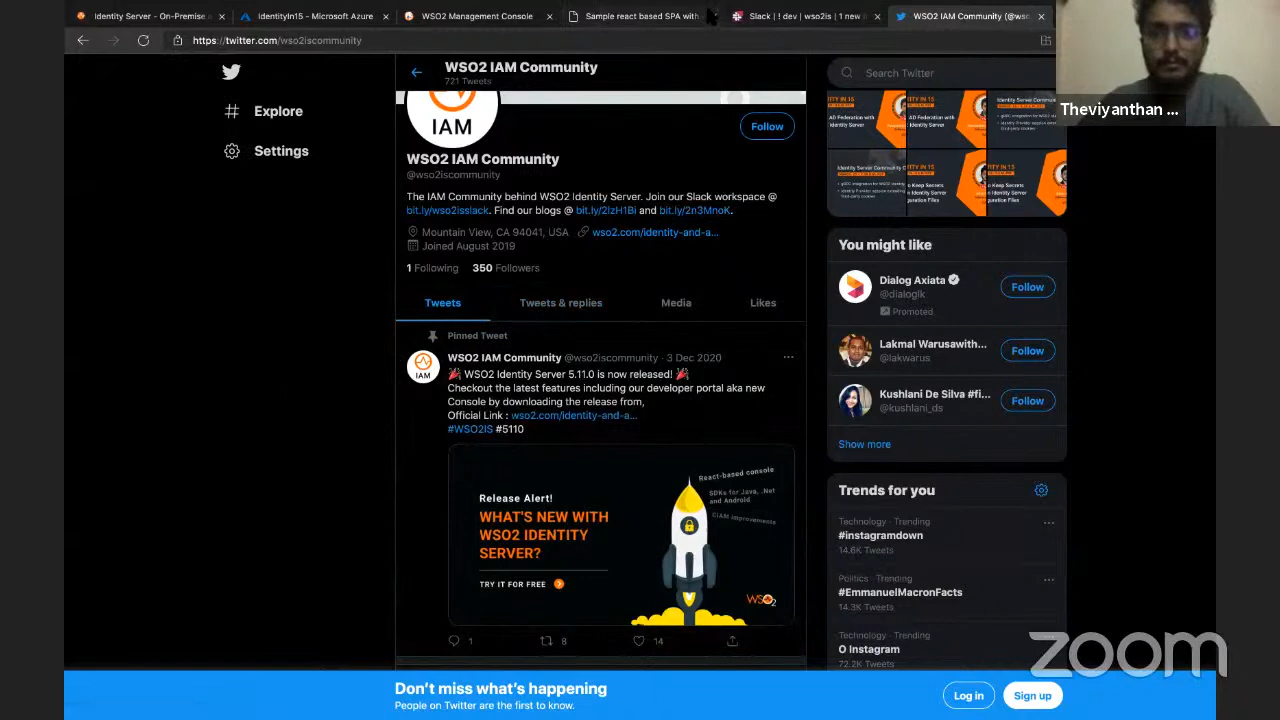 Identity Server - On-Premise a
IdentityIn15 - Microsoft Azure
WSO2 Management Console
Sample react based SPA with
Slack | ! dev | wso2is | 1 new i
WSO2 IAM Community (@wso
https://twitter.com/wso2iscommunity
Theviyanthan ...
Explore
Settings
WSO2 IAM Community
721 Tweets
IAM
Follow
WSO2 IAM Community
@wso2iscommunity
The IAM Community behind WSO2 Identity Server. Join our Slack workspace @
bit.ly/wso2isslack. Find our blogs @ bit.ly/2lzH1Bi and bit.ly/2n3MnoK.
Mountain View, CA 94041, USA wso2.com/identity-and-a...
Joined August 2019
1 Following 350 Followers
Tweets Tweets & replies Media Likes
Pinned Tweet
IAM
WSO2 IAM Community @wso2iscommunity · 3 Dec 2020
🎉 WSO2 Identity Server 5.11.0 is now released! 🎉
Checkout the latest features including our developer portal aka new
Console by downloading the release from,
Official Link : wso2.com/identity-and-a...
#WSO2IS #5110
Release Alert!
WHAT'S NEW WITH
WSO2 IDENTITY
SERVER?
TRY IT FOR FREE
React-based console
SDKs for Java, .Net
and Android
CIAM improvements
WSO2
1 8 14
Search Twitter
You might like
Dialog Axiata
@dialoglk
Promoted
Follow
Lakmal Warusawith...
@lakwarus
Follow
Kushlani De Silva #fi...
@kushlani_ds
Follow
Show more
Trends for you
Technology · Trending
#instagramdown
14.6K Tweets
Politics · Trending
#EmmanuelMacronFacts
14.3K Tweets
Technology · Trending
O Instagram
72.2K Tweets
zoom
Don't miss what's happening
People on Twitter are the first to know.
Log in
Sign up